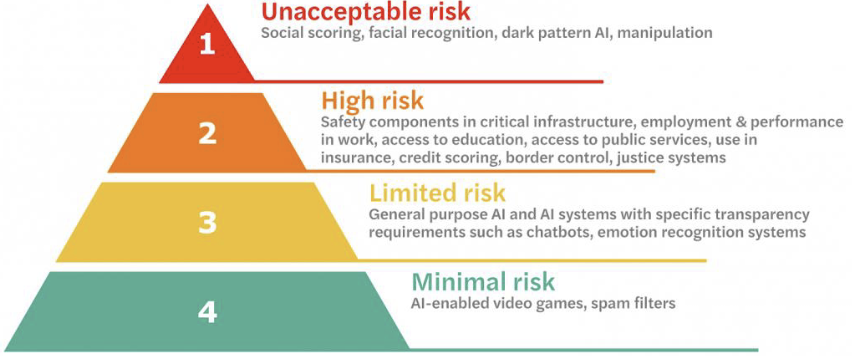 1
Unacceptable risk
Social scoring, facial recognition, dark pattern AI, manipulation
2
High risk
Safety components in critical infrastructure, employment & performance
in work, access to education, access to public services, use in
insurance, credit scoring, border control, justice systems
3
Limited risk
General purpose AI and AI systems with specific transparency
requirements such as chatbots, emotion recognition systems
4
Minimal risk
AI-enabled video games, spam filters